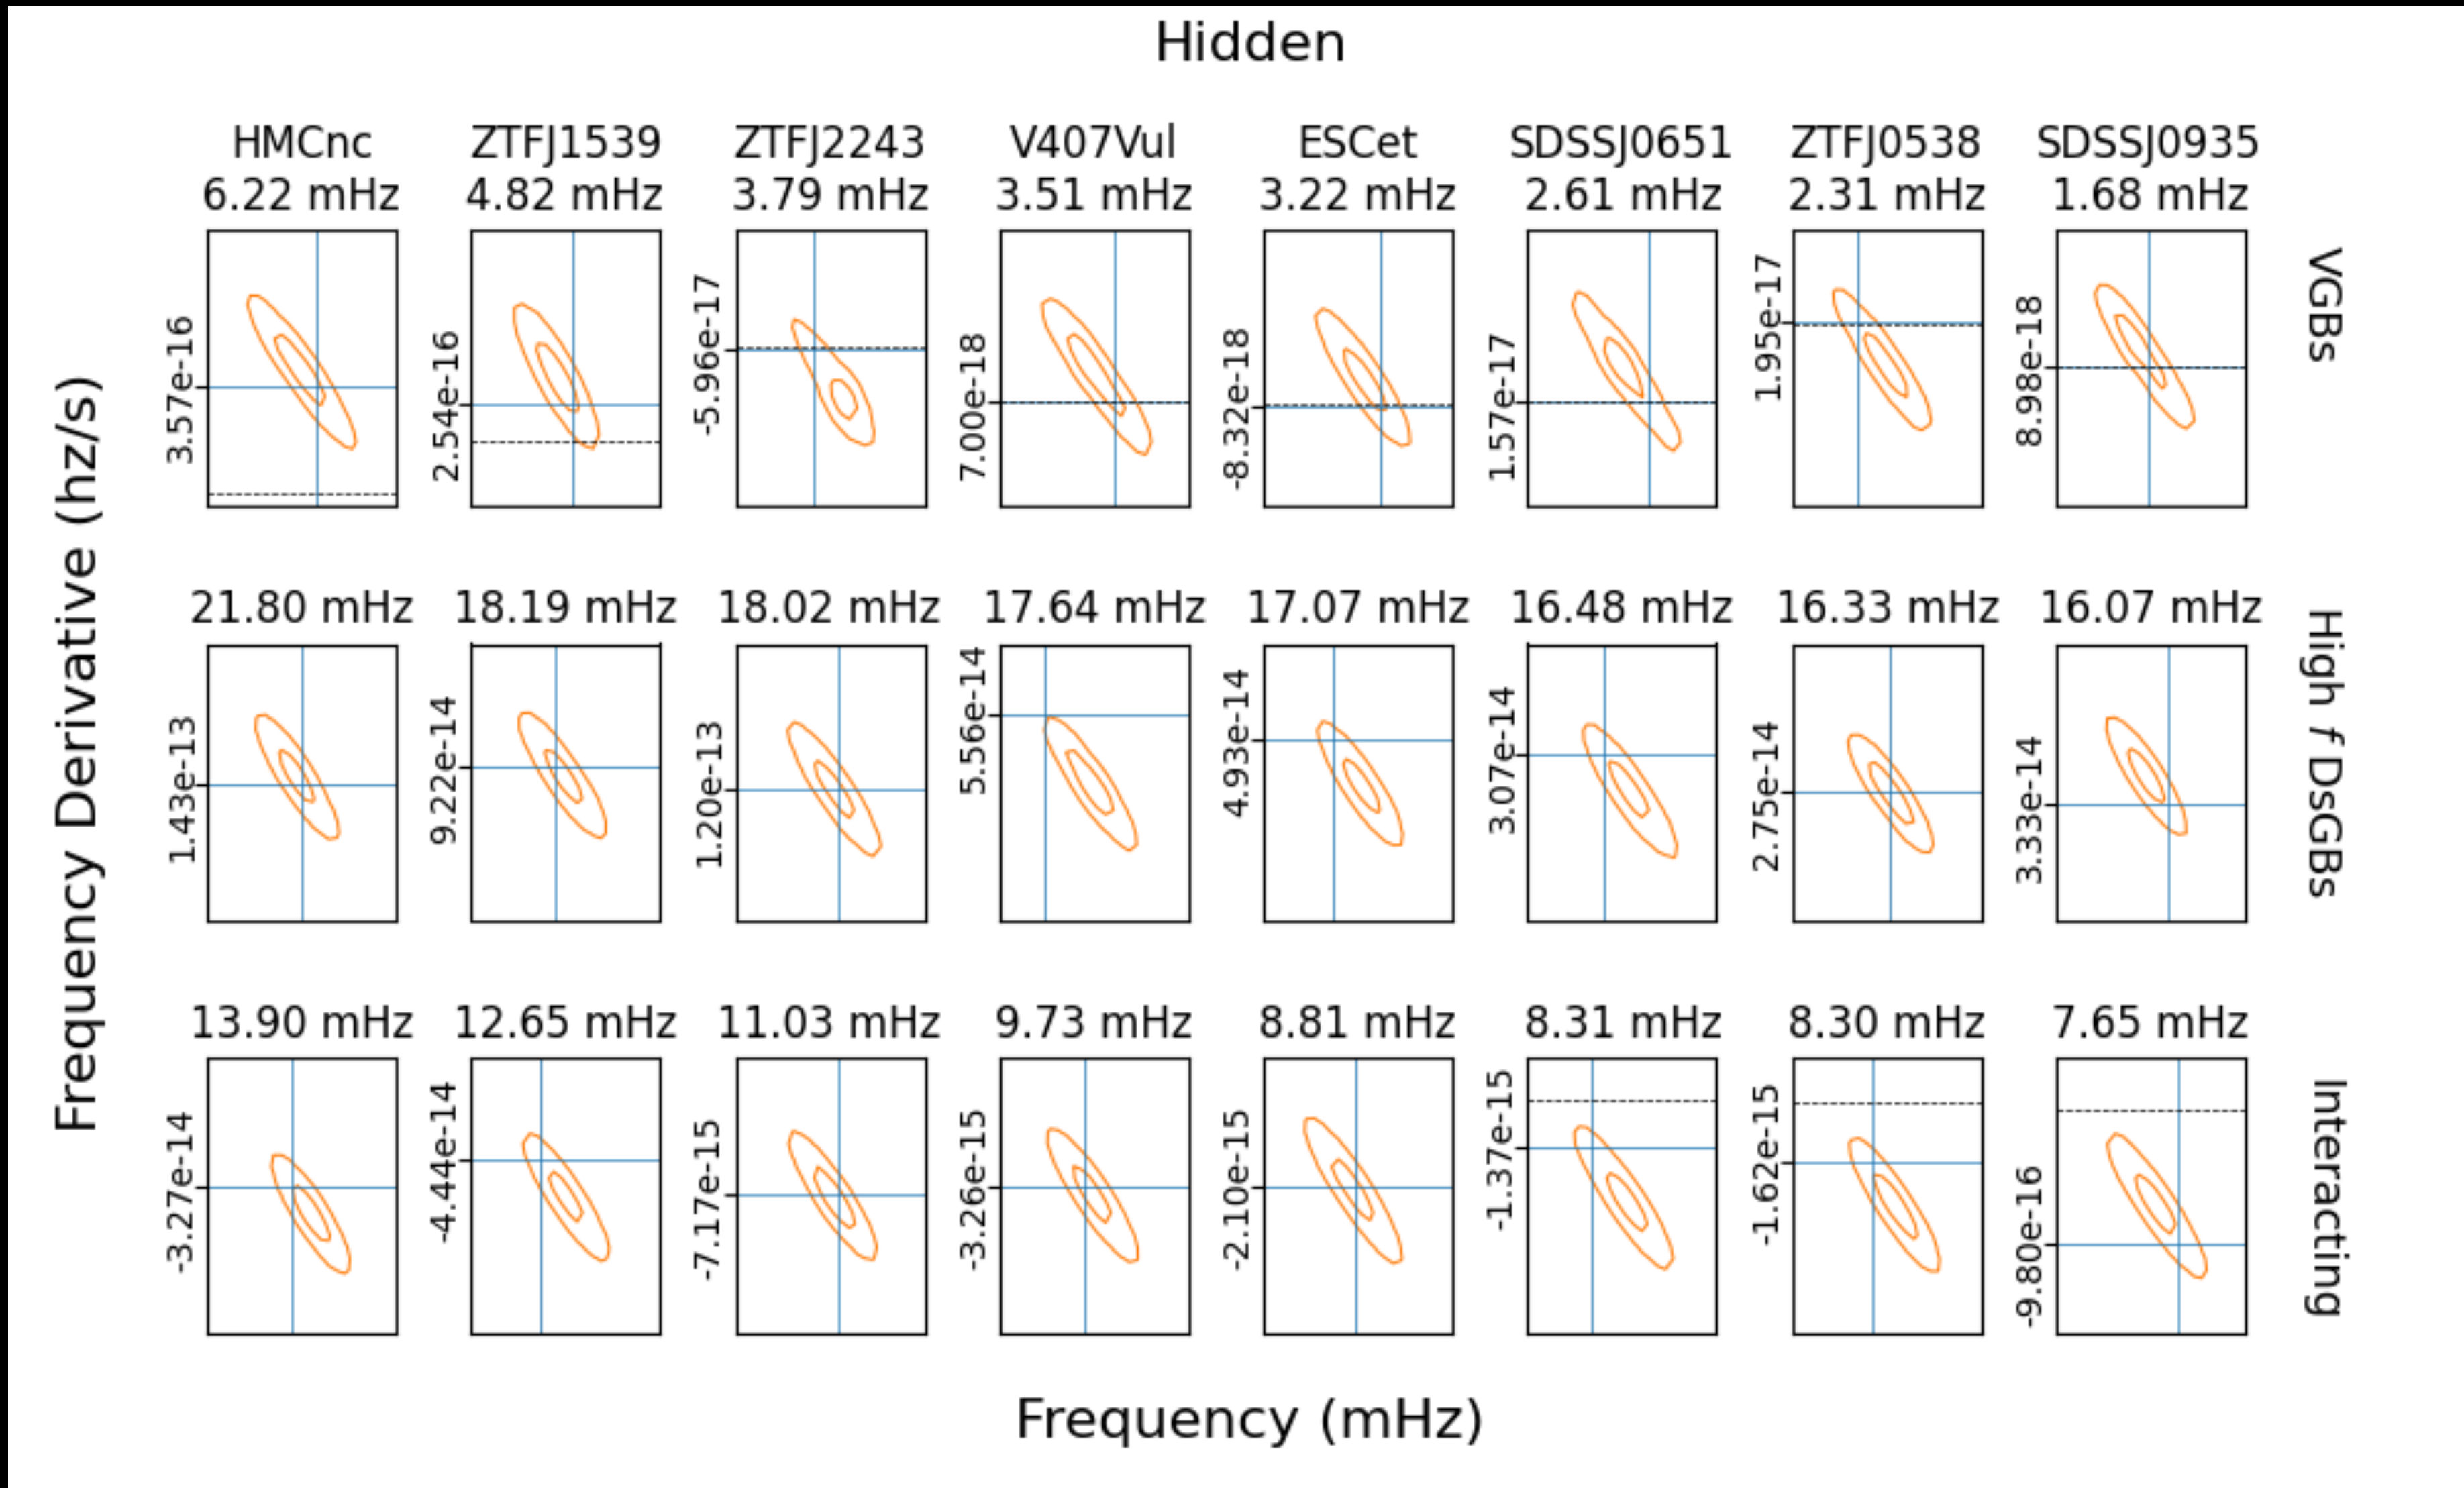 Hidden
HMCnc
6.22 mHz
ZTFJ1539
4.82 mHz
ZTFJ2243
3.79 mHz
V407Vul
3.51 mHz
ESCet
3.22 mHz
SDSSJ0651
2.61 mHz
ZTFJ0538
2.31 mHz
SDSSJ0935
1.68 mHz
3.57e-16
2.54e-16
-5.96e-17
7.00e-18
-8.32e-18
1.57e-17
1.95e-17
8.98e-18
VGBs
21.80 mHz
18.19 mHz
18.02 mHz
17.64 mHz
17.07 mHz
16.48 mHz
16.33 mHz
16.07 mHz
1.43e-13
9.22e-14
1.20e-13
5.56e-14
4.93e-14
3.07e-14
2.75e-14
3.33e-14
High f DsGBs
13.90 mHz
12.65 mHz
11.03 mHz
9.73 mHz
8.81 mHz
8.31 mHz
8.30 mHz
7.65 mHz
-3.27e-14
-4.44e-14
-7.17e-15
-3.26e-15
-2.10e-15
-1.37e-15
-1.62e-15
-9.80e-16
Interacting
Frequency Derivative (hz/s)
Frequency (mHz)